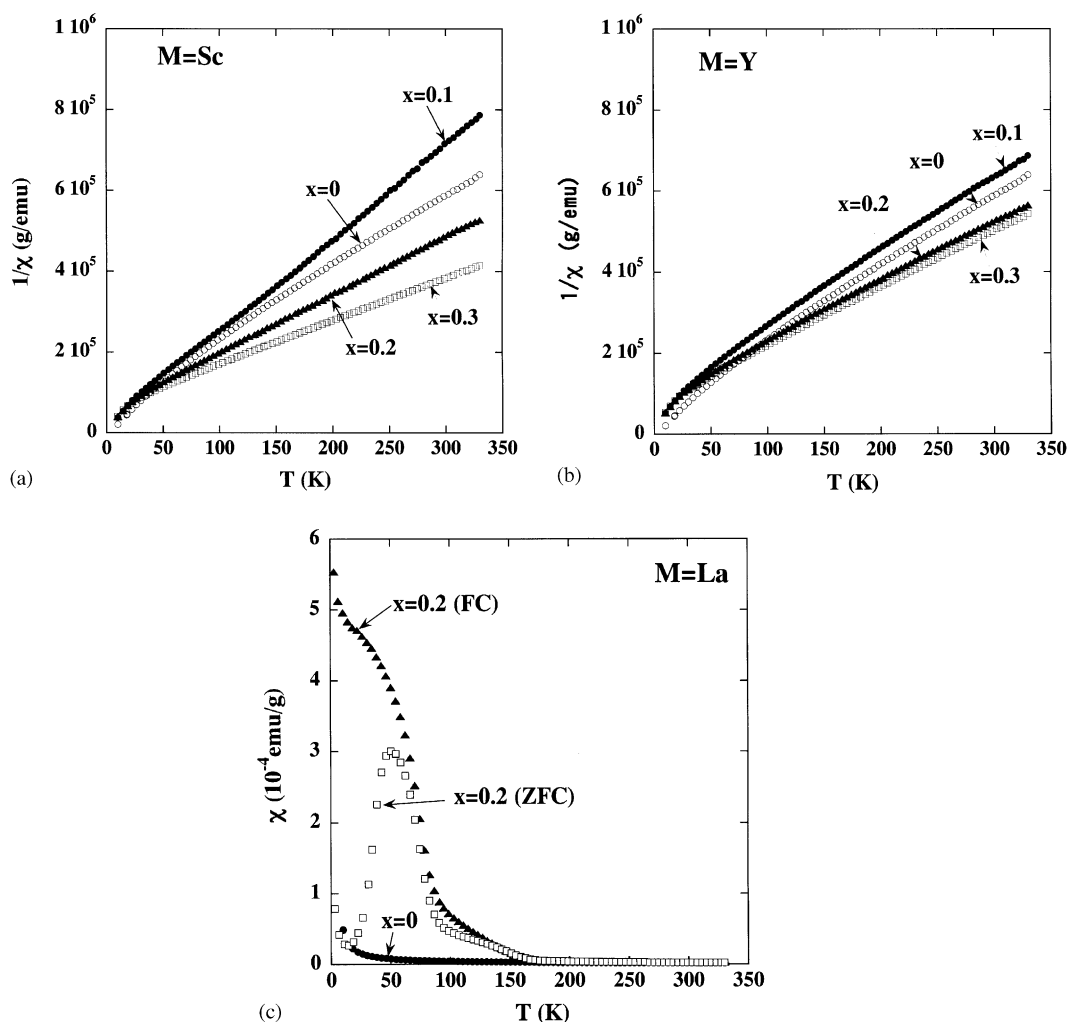 1 10⁶
8 10⁵
6 10⁵
4 10⁵
2 10⁵
0
1/χ (g/emu)
M=Sc
x=0.1
x=0
x=0.3
x=0.2
0 50 100 150 200 250 300 350
T (K)
(a)
1 10⁶
8 10⁵
6 10⁵
4 10⁵
2 10⁵
0
1/χ (g/emu)
M=Y
x=0.1
x=0
x=0.2
x=0.3
0 50 100 150 200 250 300 350
T (K)
(b)
6
5
4
3
2
1
0
χ (10⁻⁴emu/g)
M=La
x=0.2 (FC)
x=0.2 (ZFC)
x=0
0 50 100 150 200 250 300 350
T (K)
(c)